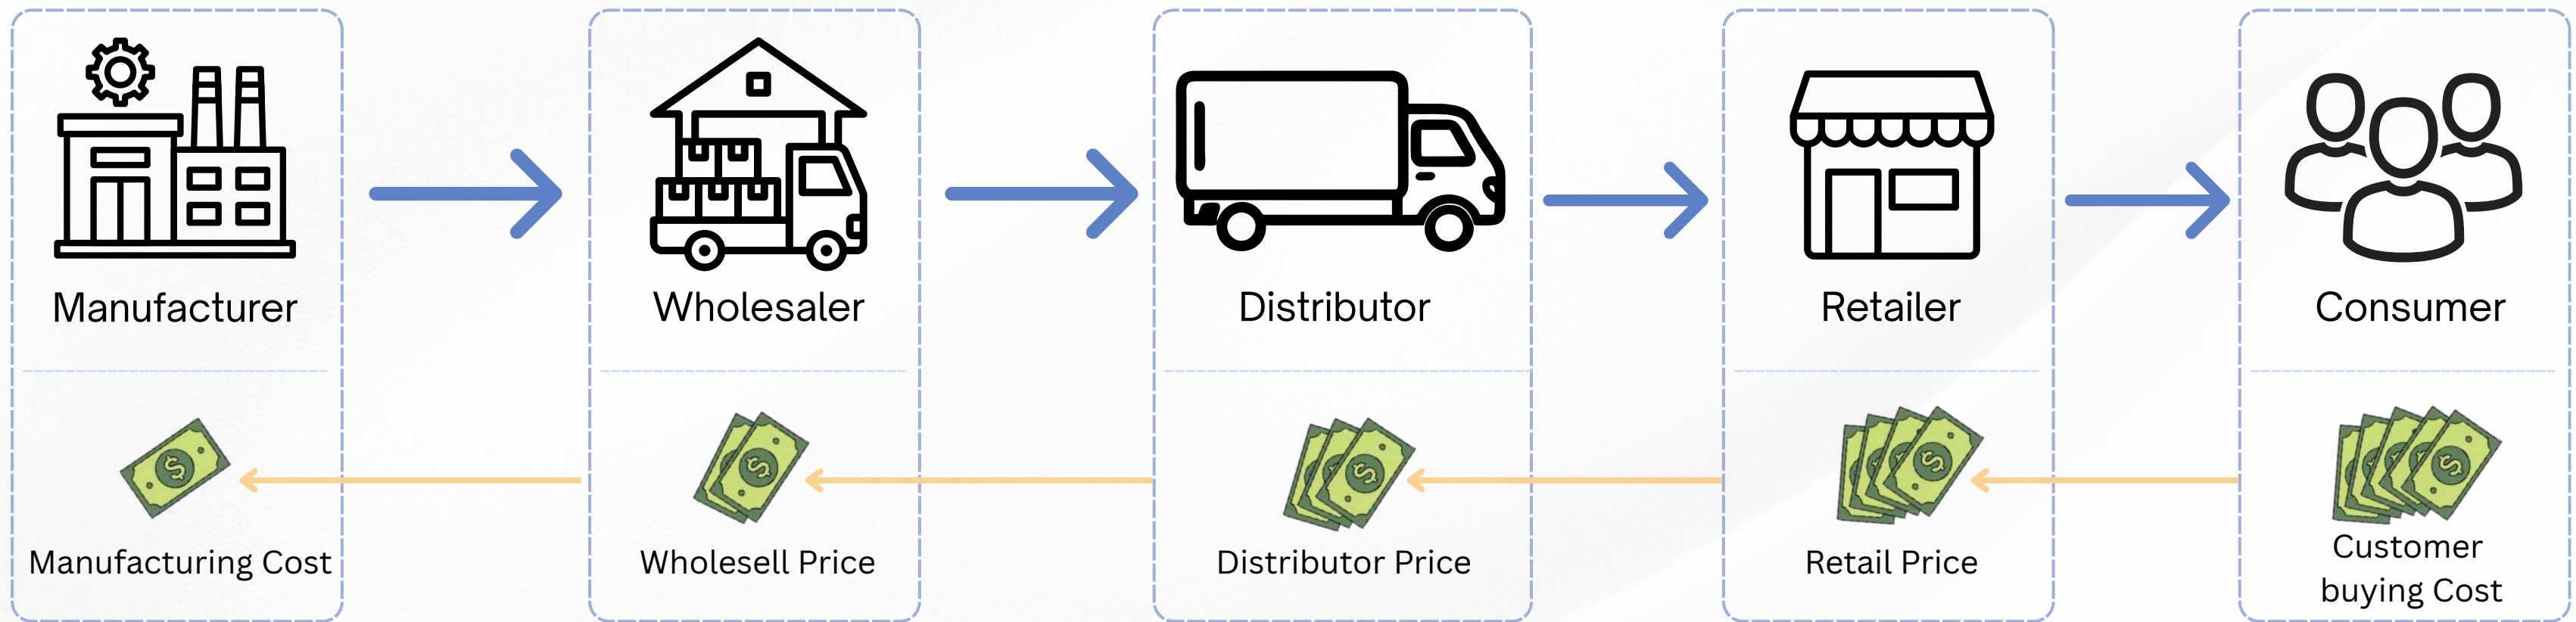 Manufacturer
Wholesaler
Distributor
Retailer
Consumer
Manufacturing Cost
Wholesell Price
Distributor Price
Retail Price
Customer
buying Cost